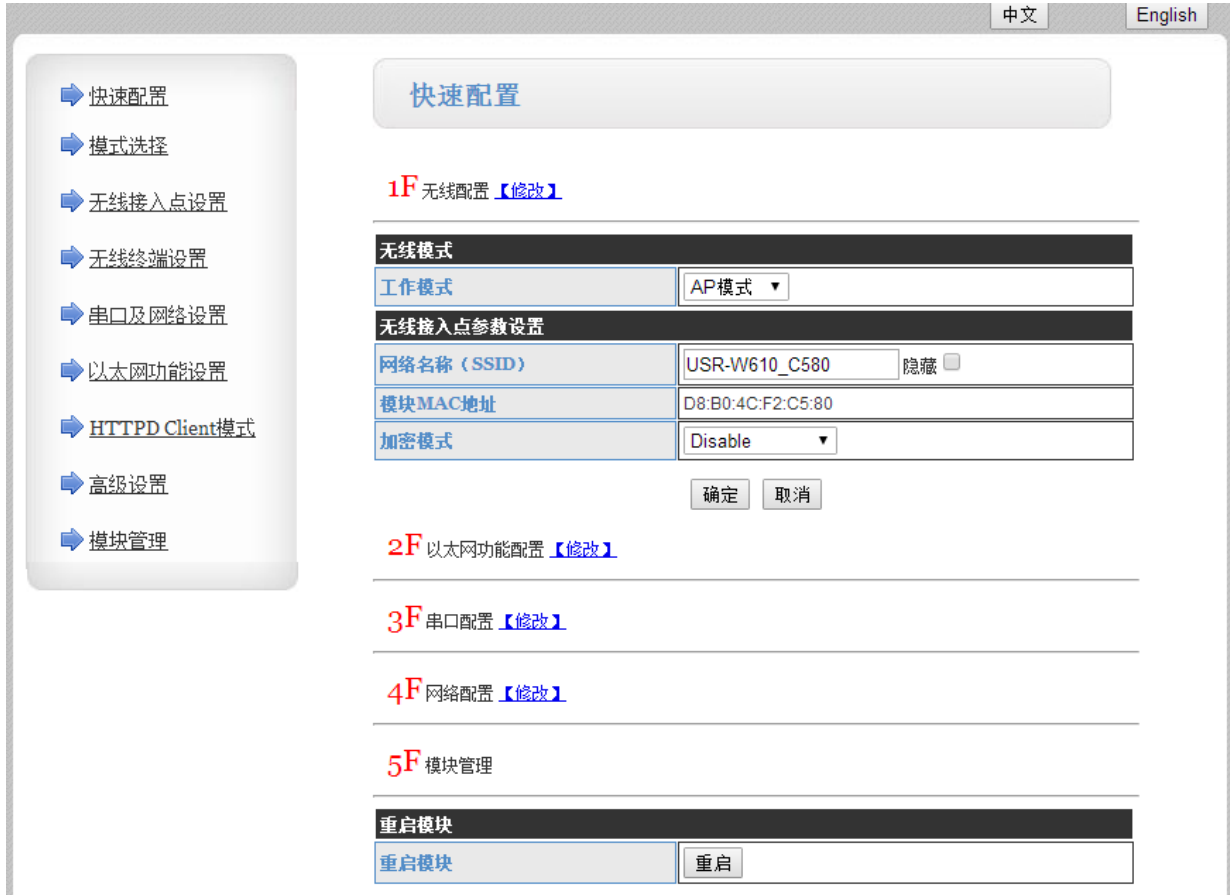 中文 English
快速配置
模式选择
无线接入点设置
无线终端设置
串口及网络设置
以太网功能设置
HTTPD Client模式
高级设置
模块管理
快速配置
1F 无线配置 【修改】
无线模式
工作模式 AP模式
无线接入点参数设置
网络名称（SSID） USR-W610_C580 隐藏
模块MAC地址 D8:B0:4C:F2:C5:80
加密模式 Disable
确定 取消
2F 以太网功能配置 【修改】
3F 串口配置 【修改】
4F 网络配置 【修改】
5F 模块管理
重启模块
重启模块 重启